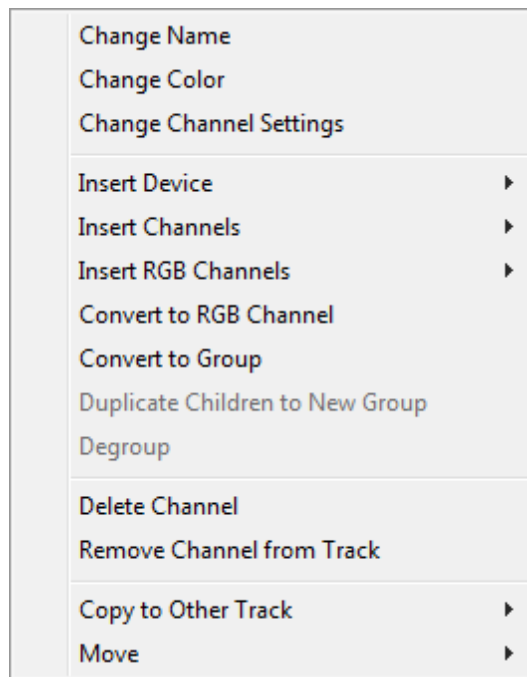 Change Name
Change Color
Change Channel Settings
Insert Device
Insert Channels
Insert RGB Channels
Convert to RGB Channel
Convert to Group
Duplicate Children to New Group
Degroup
Delete Channel
Remove Channel from Track
Copy to Other Track
Move